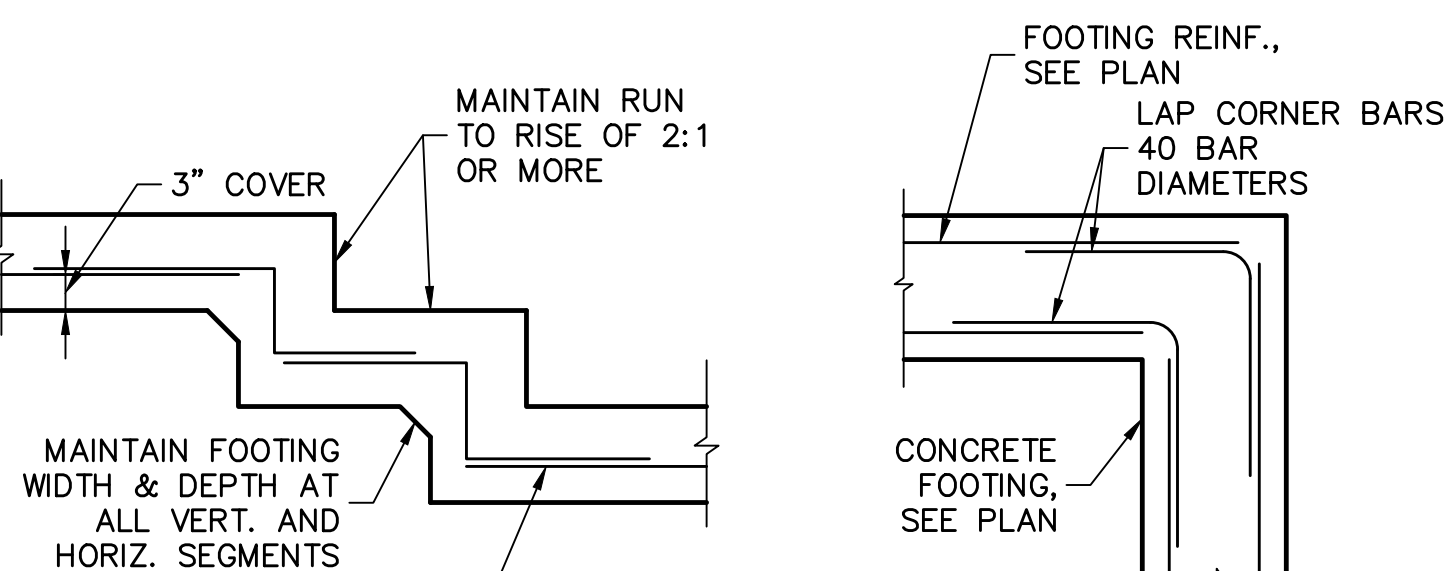 MAINTAIN RUN
TO RISE OF 2:1
OR MORE
3" COVER
MAINTAIN FOOTING
WIDTH & DEPTH AT
ALL VERT. AND
HORIZ. SEGMENTS
FOOTING REINF.,
SEE PLAN
LAP CORNER BARS
40 BAR
DIAMETERS
CONCRETE
FOOTING,
SEE PLAN